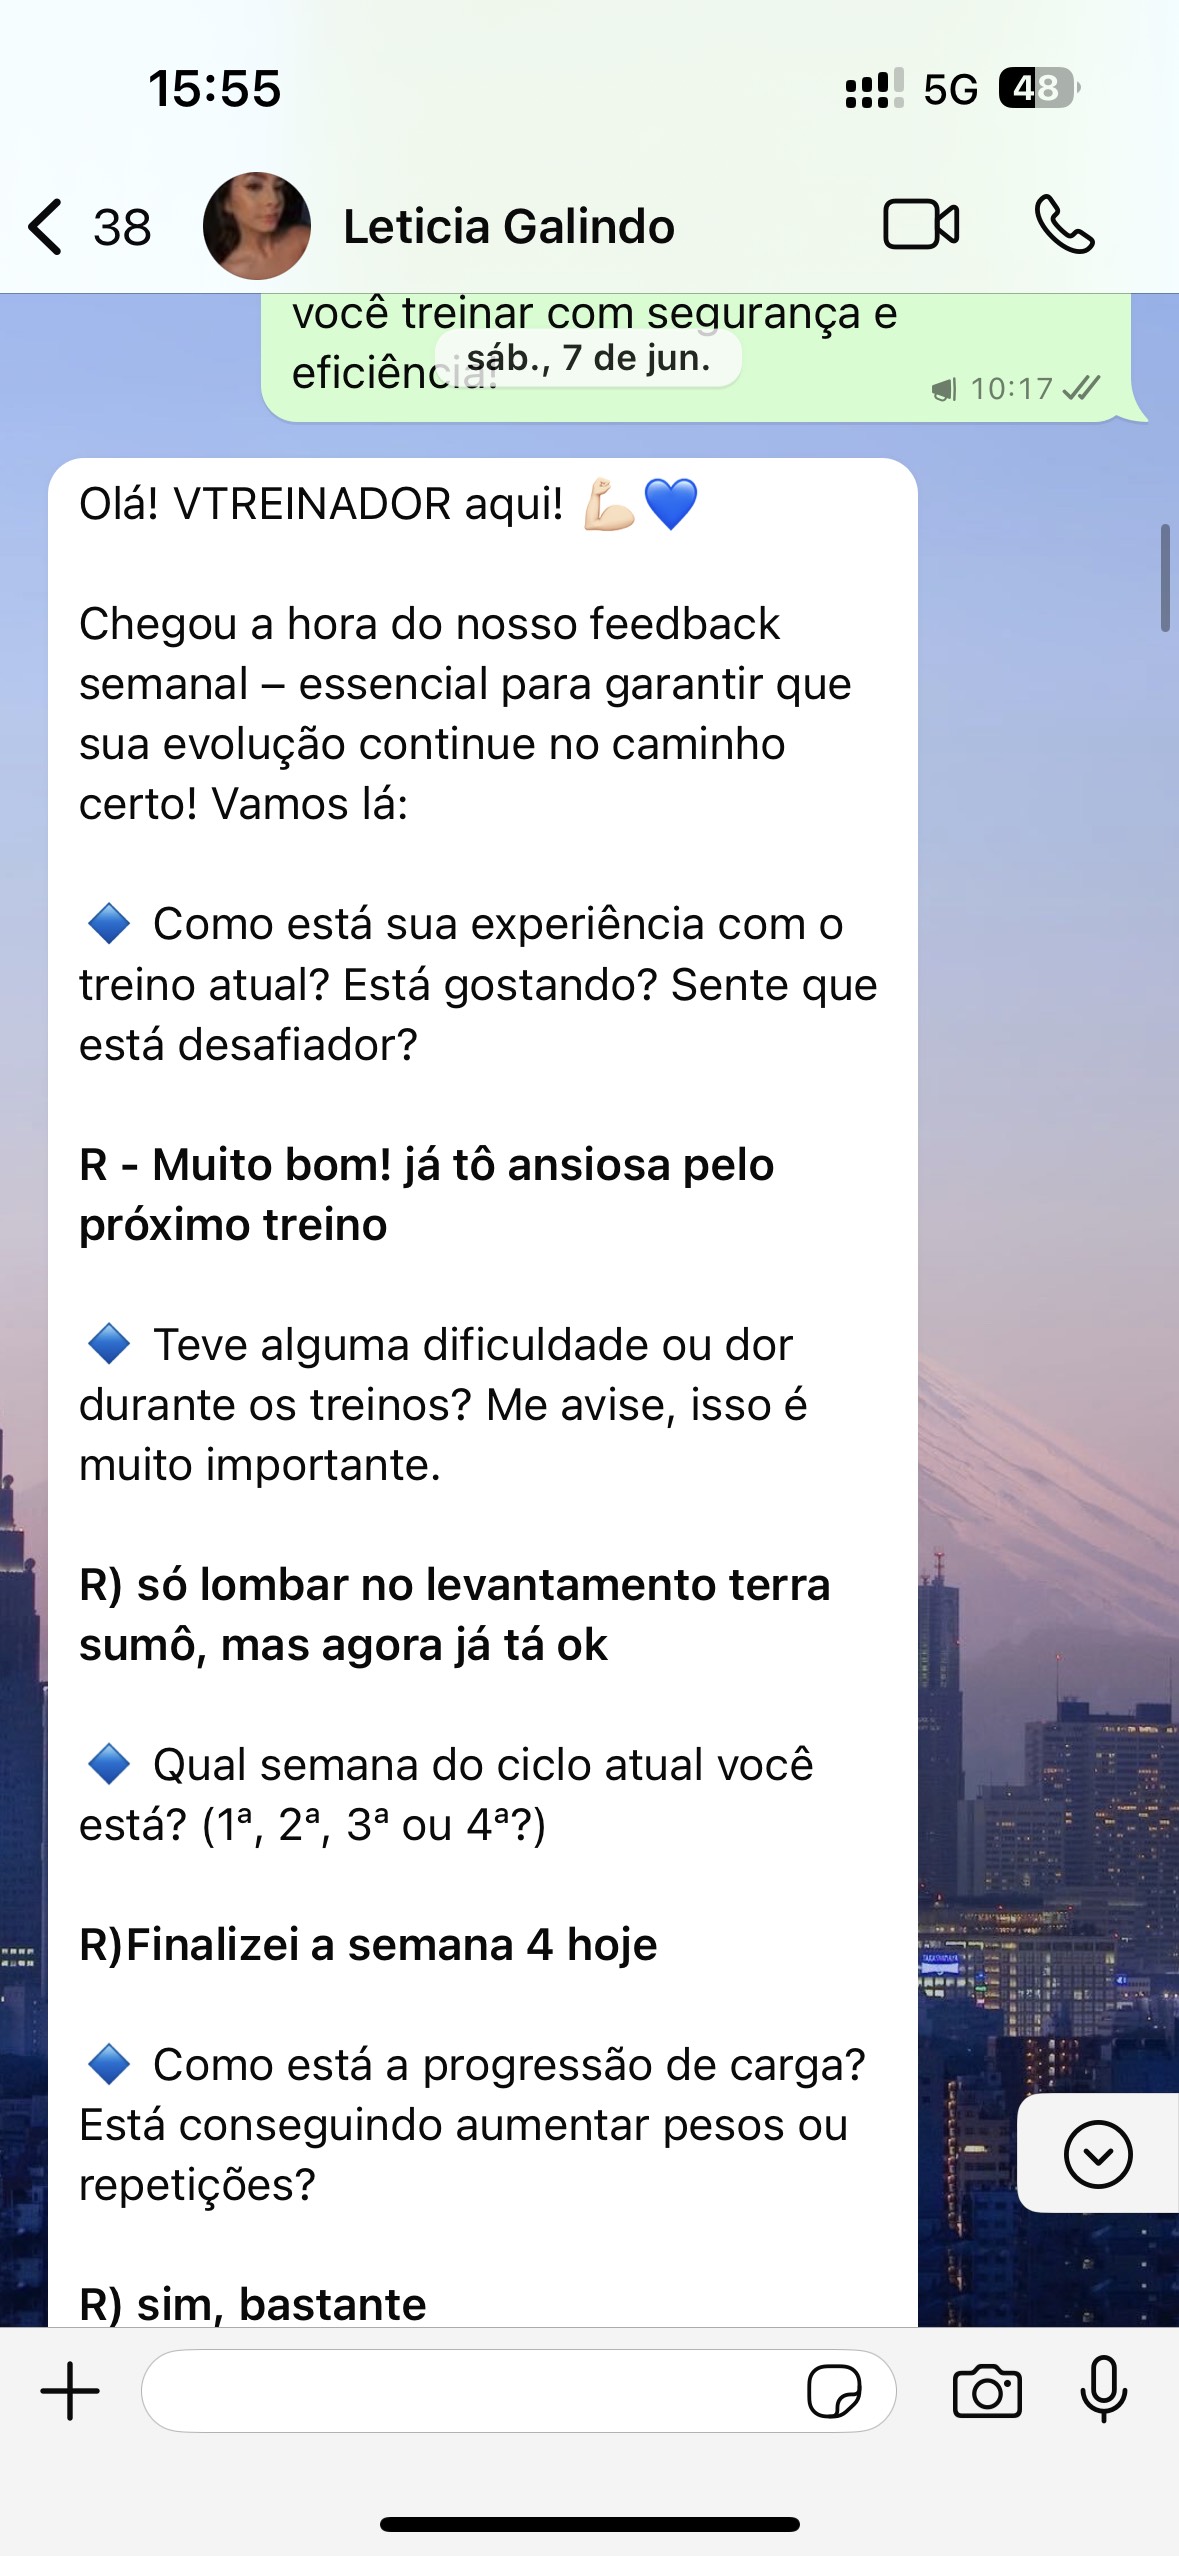 15:55
5G 48
38 Leticia Galindo
você treinar com segurança e
eficiência!
sáb., 7 de jun.
10:17
Olá! VTREINADOR aqui! 💪🏻💙
Chegou a hora do nosso feedback
semanal – essencial para garantir que
sua evolução continue no caminho
certo! Vamos lá:
🔷 Como está sua experiência com o
treino atual? Está gostando? Sente que
está desafiador?
R - Muito bom! já tô ansiosa pelo
próximo treino
🔷 Teve alguma dificuldade ou dor
durante os treinos? Me avise, isso é
muito importante.
R) só lombar no levantamento terra
sumô, mas agora já tá ok
🔷 Qual semana do ciclo atual você
está? (1ª, 2ª, 3ª ou 4ª?)
R)Finalizei a semana 4 hoje
🔷 Como está a progressão de carga?
Está conseguindo aumentar pesos ou
repetições?
R) sim, bastante